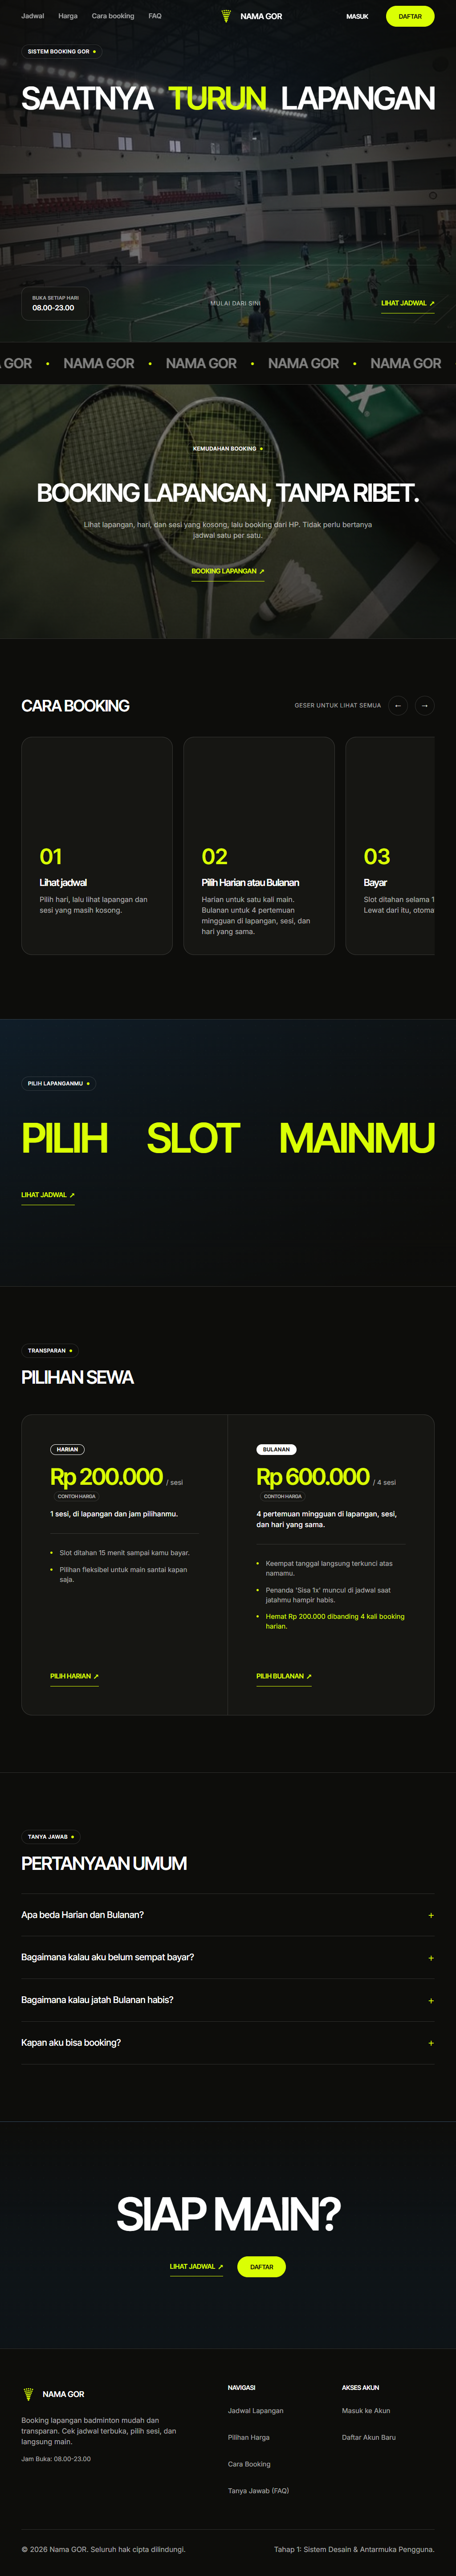 Jadwal Harga Cara booking FAQ NAMA GOR MASUK DAFTAR
SISTEM BOOKING GOR
SAATNYA TURUN LAPANGAN
BUKA SETIAP HARI
08.00-23.00
MULAI DARI SINI
LIHAT JADWAL ↗
GOR • NAMA GOR • NAMA GOR • NAMA GOR • NAMA GOR
KEMUDAHAN BOOKING
BOOKING LAPANGAN, TANPA RIBET.
Lihat lapangan, hari, dan sesi yang kosong, lalu booking dari HP. Tidak perlu bertanya
jadwal satu per satu.
BOOKING LAPANGAN ↗
CARA BOOKING
GESER UNTUK LIHAT SEMUA ← →
01
Lihat jadwal
Pilih hari, lalu lihat lapangan dan
sesi yang masih kosong.
02
Pilih Harian atau Bulanan
Harian untuk satu kali main.
Bulanan untuk 4 pertemuan
mingguan di lapangan, sesi, dan
hari yang sama.
03
Bayar
Slot ditahan selama 1
Lewat dari itu, otoma
PILIH LAPANGANMU
PILIH SLOT MAINMU
LIHAT JADWAL ↗
TRANSPARAN
PILIHAN SEWA
HARIAN
Rp 200.000 / sesi
CONTOH HARGA
1 sesi, di lapangan dan jam pilihanmu.
• Slot ditahan 15 menit sampai kamu bayar.
• Pilihan fleksibel untuk main santai kapan
saja.
PILIH HARIAN ↗
BULANAN
Rp 600.000 / 4 sesi
CONTOH HARGA
4 pertemuan mingguan di lapangan, sesi,
dan hari yang sama.
• Keempat tanggal langsung terkunci atas
namamu.
• Penanda 'Sisa 1x' muncul di jadwal saat
jatahmu hampir habis.
• Hemat Rp 200.000 dibanding 4 kali booking
harian.
PILIH BULANAN ↗
TANYA JAWAB
PERTANYAAN UMUM
Apa beda Harian dan Bulanan? +
Bagaimana kalau aku belum sempat bayar? +
Bagaimana kalau jatah Bulanan habis? +
Kapan aku bisa booking? +
SIAP MAIN?
LIHAT JADWAL ↗ DAFTAR
NAMA GOR
Booking lapangan badminton mudah dan
transparan. Cek jadwal terbuka, pilih sesi, dan
langsung main.
Jam Buka: 08.00-23.00
NAVIGASI
Jadwal Lapangan
Pilihan Harga
Cara Booking
Tanya Jawab (FAQ)
AKSES AKUN
Masuk ke Akun
Daftar Akun Baru
© 2026 Nama GOR. Seluruh hak cipta dilindungi.
Tahap 1: Sistem Desain & Antarmuka Pengguna.